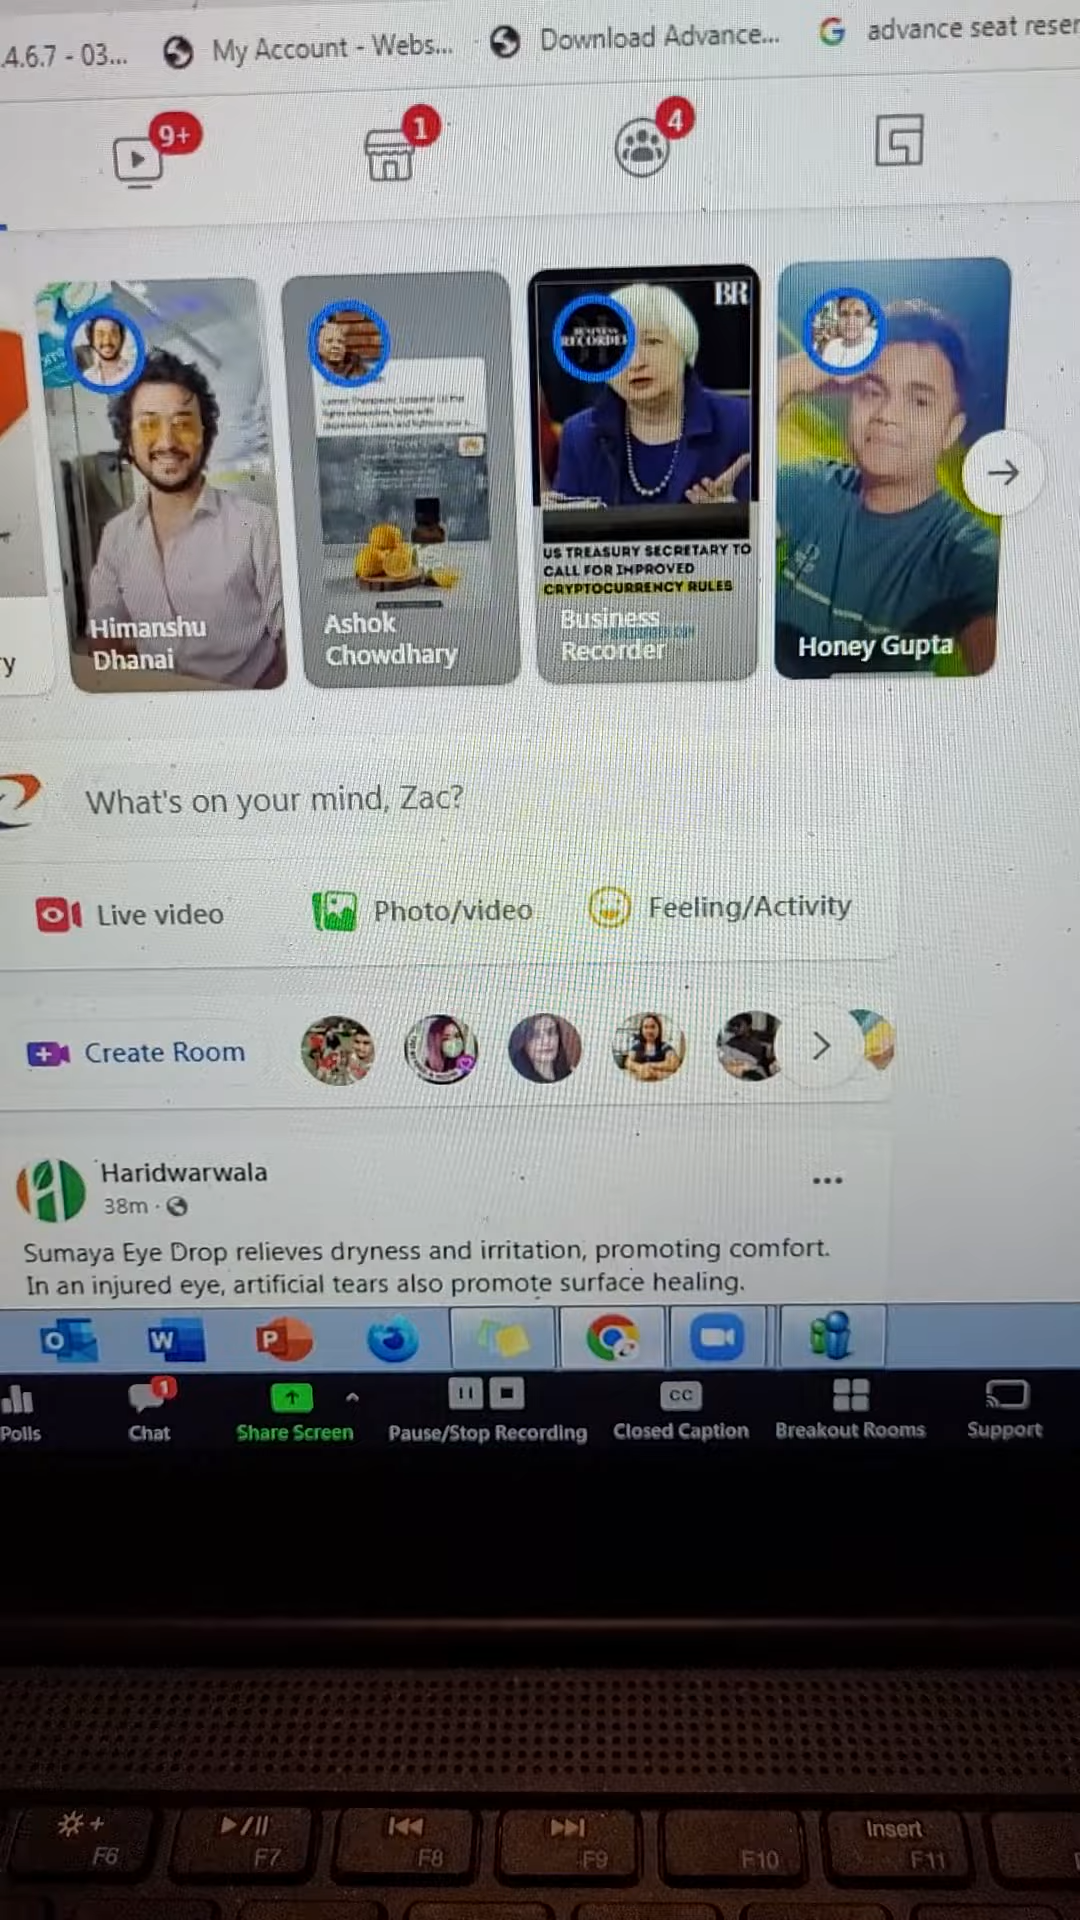 .4.6.7 - 03...
My Account - Webs...
Download Advance...
advance seat reser
9+
1
4
BR
BUSINESS
RECORDER
US TREASURY SECRETARY TO
CALL FOR IMPROVED
CRYPTOCURRENCY RULES
Himanshu
Dhanai
Ashok
Chowdhary
Business
Recorder
Honey Gupta
ry
What's on your mind, Zac?
Live video
Photo/video
Feeling/Activity
Create Room
Haridwarwala
38m ·
Sumaya Eye Drop relieves dryness and irritation, promoting comfort.
In an injured eye, artificial tears also promote surface healing.
O
W
P
1
CC
Polls
Chat
Share Screen
Pause/Stop Recording
Closed Caption
Breakout Rooms
Support
F6
F7
F8
F9
F10
Insert
F11